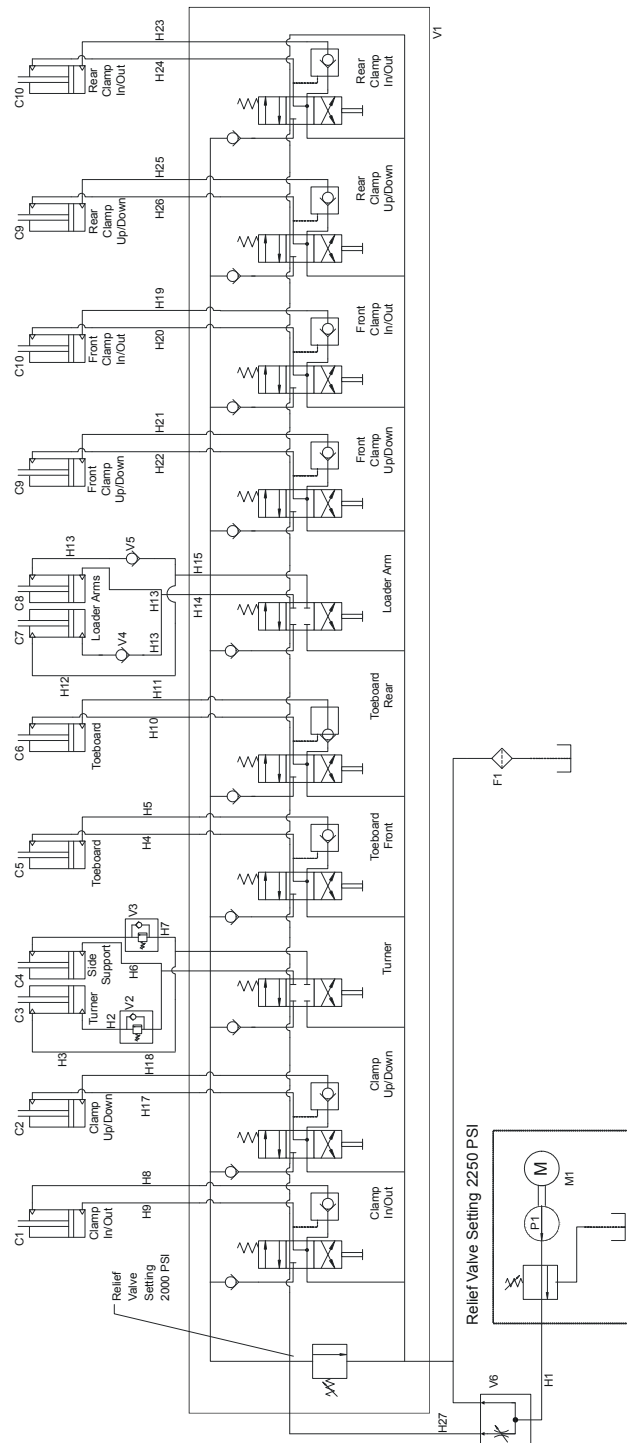 C1
C2
C3
C4
C5
C6
C7
C8
C9
C10
C9
C10
H3
H12
Clamp
In/Out
Clamp
Up/Down
Turner
Side
Support
Toeboard
Toeboard
Loader Arms
Front
Clamp
Up/Down
Front
Clamp
In/Out
Rear
Clamp
Up/Down
Rear
Clamp
In/Out
H2
V2
V3
V4
H13
V5
H8
H9
H17
H18
H6
H7
H5
H4
H11
H10
H13
H13
H14
H15
H21
H22
H19
H20
H25
H26
H23
H24
Relief
Valve
Setting
2000 PSI
Clamp
In/Out
Clamp
Up/Down
Turner
Toeboard
Front
Toeboard
Rear
Loader Arm
Front
Clamp
Up/Down
Front
Clamp
In/Out
Rear
Clamp
Up/Down
Rear
Clamp
In/Out
V1
H27
V6
H1
Relief Valve Setting 2250 PSI
P1
M
M1
F1